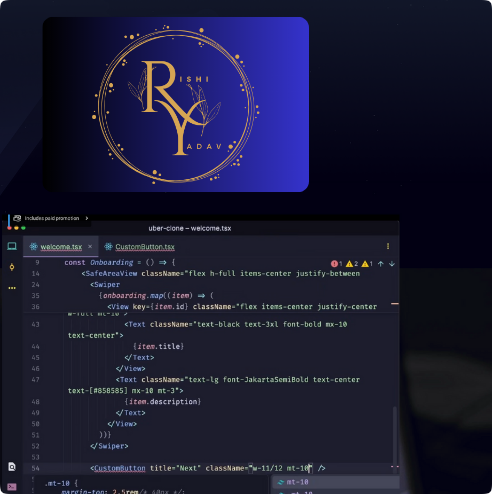 RISHI
YADAV
Includes paid promotion >
uber-clone – welcome.tsx
welcome.tsx × CustomButton.tsx
9 const Onboarding = () => {
1 2 1
14 <SafeAreaView className="flex h-full items-center justify-between
24 <Swiper
35 {onboarding.map((item) => (
36 <View key={item.id} className="flex items-center justify-center
w-full mt-10">
43 <Text className="text-black text-3xl font-bold mx-10
text-center">
44 {item.title}
45 </Text>
46 </View>
47 <Text className="text-lg font-JakartaSemiBold text-center
text-[#858585] mx-10 mt-3">
48 {item.description}
49 </Text>
50 </View>
51 ))}
52 </Swiper>
53
54 <CustomButton title="Next" className="w-11/12 mt-10" />
.mt-10 {
mt-10
margin-top: 2.5rem/* 40px */;
mt-10